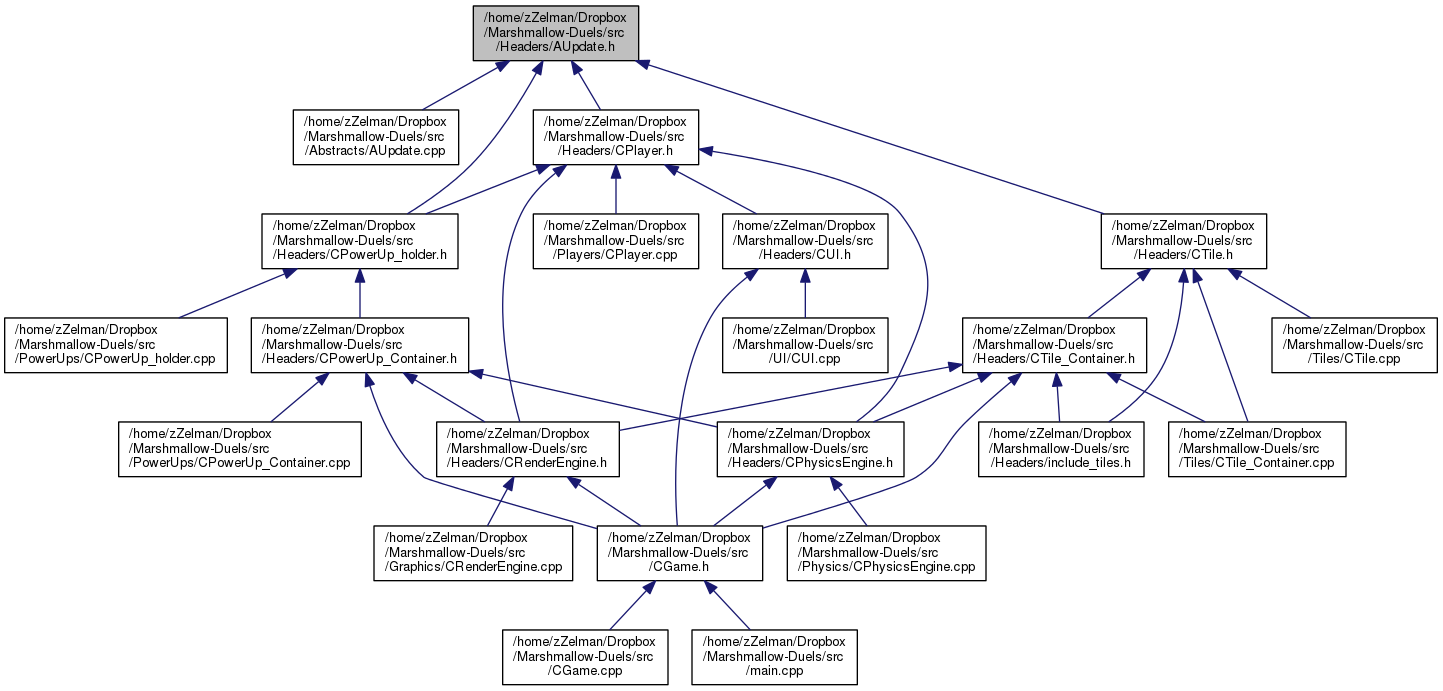 /home/zZelman/Dropbox
/Marshmallow-Duels/src
/Headers/AUpdate.h
/home/zZelman/Dropbox
/Marshmallow-Duels/src
/Abstracts/AUpdate.cpp
/home/zZelman/Dropbox
/Marshmallow-Duels/src
/Headers/CPlayer.h
/home/zZelman/Dropbox
/Marshmallow-Duels/src
/Headers/CPowerUp_holder.h
/home/zZelman/Dropbox
/Marshmallow-Duels/src
/Players/CPlayer.cpp
/home/zZelman/Dropbox
/Marshmallow-Duels/src
/Headers/CUI.h
/home/zZelman/Dropbox
/Marshmallow-Duels/src
/Headers/CTile.h
/home/zZelman/Dropbox
/Marshmallow-Duels/src
/PowerUps/CPowerUp_holder.cpp
/home/zZelman/Dropbox
/Marshmallow-Duels/src
/Headers/CPowerUp_Container.h
/home/zZelman/Dropbox
/Marshmallow-Duels/src
/UI/CUI.cpp
/home/zZelman/Dropbox
/Marshmallow-Duels/src
/Headers/CTile_Container.h
/home/zZelman/Dropbox
/Marshmallow-Duels/src
/Tiles/CTile.cpp
/home/zZelman/Dropbox
/Marshmallow-Duels/src
/PowerUps/CPowerUp_Container.cpp
/home/zZelman/Dropbox
/Marshmallow-Duels/src
/Headers/CRenderEngine.h
/home/zZelman/Dropbox
/Marshmallow-Duels/src
/Headers/CPhysicsEngine.h
/home/zZelman/Dropbox
/Marshmallow-Duels/src
/Headers/include_tiles.h
/home/zZelman/Dropbox
/Marshmallow-Duels/src
/Tiles/CTile_Container.cpp
/home/zZelman/Dropbox
/Marshmallow-Duels/src
/Graphics/CRenderEngine.cpp
/home/zZelman/Dropbox
/Marshmallow-Duels/src
/CGame.h
/home/zZelman/Dropbox
/Marshmallow-Duels/src
/Physics/CPhysicsEngine.cpp
/home/zZelman/Dropbox
/Marshmallow-Duels/src
/CGame.cpp
/home/zZelman/Dropbox
/Marshmallow-Duels/src
/main.cpp